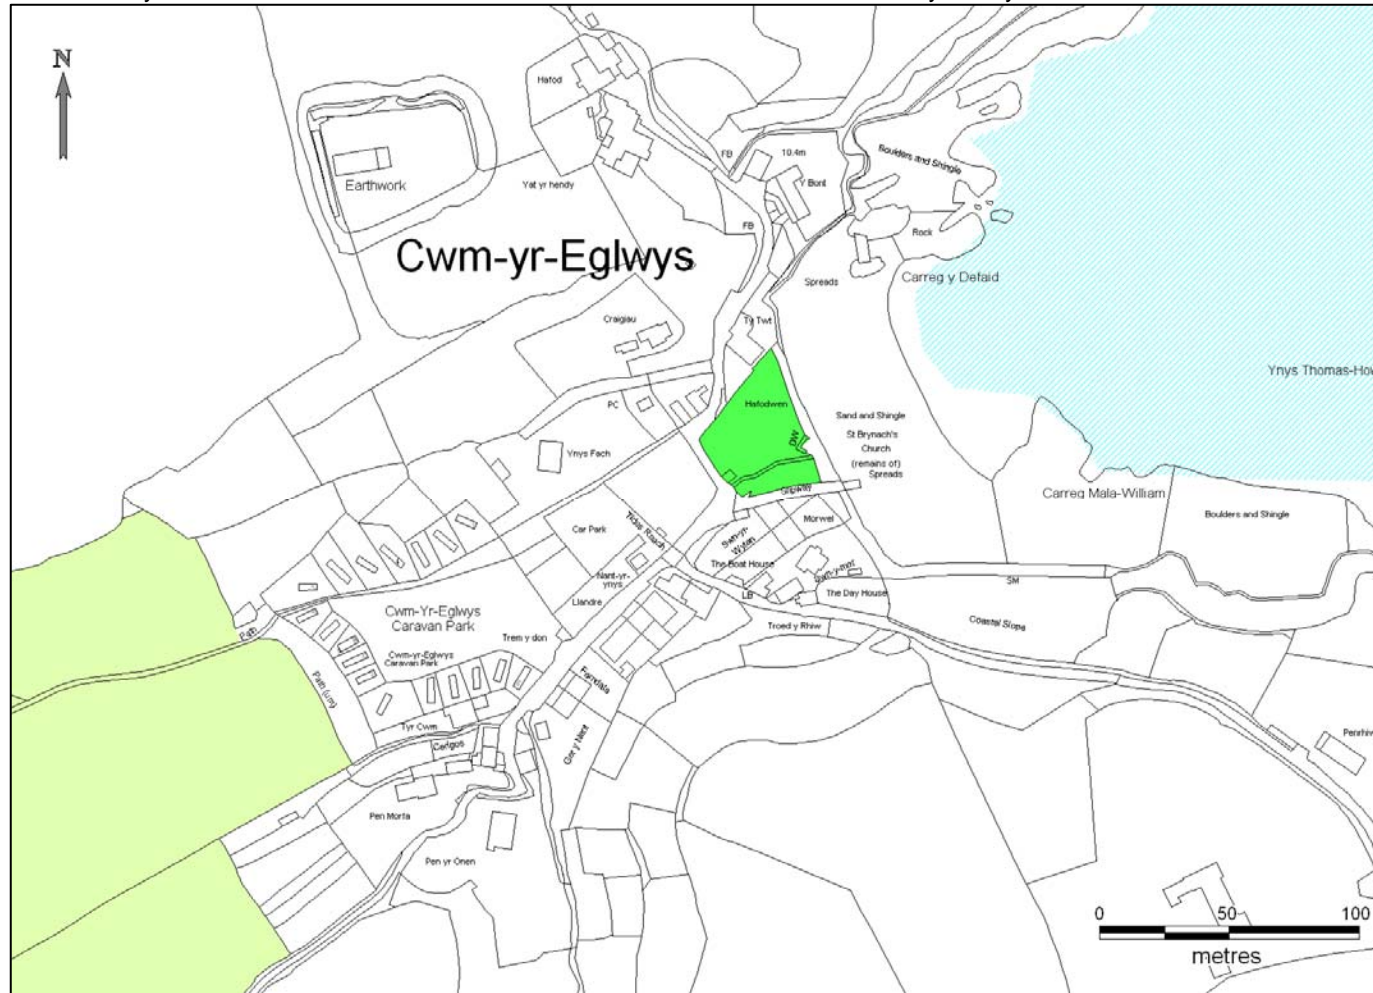 N
Hafod
Earthwork
Yat yr hendy
FB
10.4m
Y Bont
Boulders and Shingle
FB
Rock
Cwm-yr-Eglwys
Carreg y Defaid
Spreads
Craigiau
Ty Twt
Ynys Thomas-How
PC
Hafodwen
Sand and Shingle
St Brynach's
Church
(remains of)
Spreads
Ynys Fach
Slipway
Carreg Mala-William
Boulders and Shingle
Car Park
Morwel
The Boat House
Nant-yr-
ynys
Llandre
LB
The Day House
SM
Coastal Slope
Troed y Rhiw
Cwm-Yr-Eglwys
Caravan Park
Trem y don
Cwm-yr-Eglwys
Caravan Park
Path
Path (um)
Tyr Cwm
Pen Morfa
Pen yr Onen
0 50 100
metres